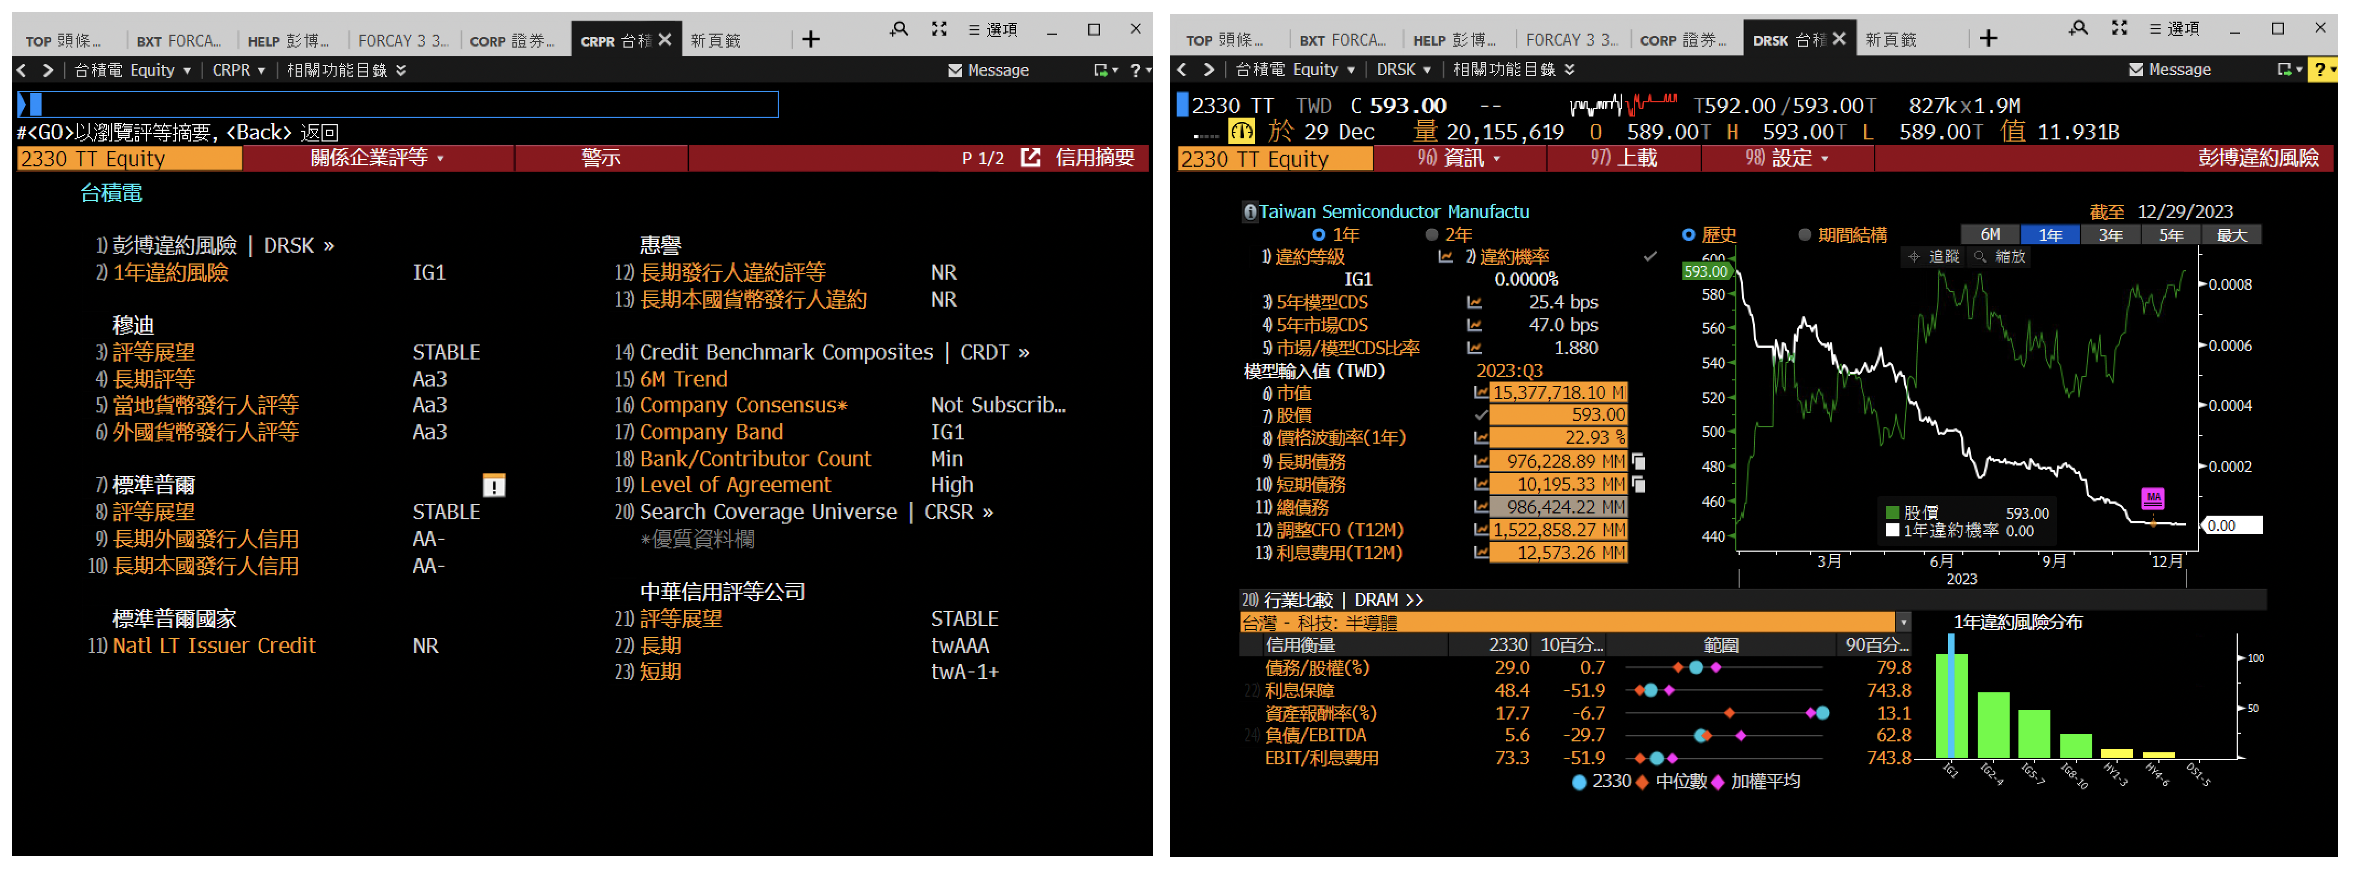 TOP 頭條... BXT FORCA... HELP 彭博... FORCAY 3 3... CORP 證券... CRPR 台積 新頁籤 選項
台積電 Equity CRPR 相關功能目錄 Message ?
#<GO>以瀏覽評等摘要, <Back> 返回
2330 TT Equity 關係企業評等 警示 P 1/2 信用摘要
台積電
1) 彭博違約風險 | DRSK »
2) 1年違約風險 IG1
穆迪
3) 評等展望 STABLE
4) 長期評等 Aa3
5) 當地貨幣發行人評等 Aa3
6) 外國貨幣發行人評等 Aa3
7) 標準普爾
8) 評等展望 STABLE
9) 長期外國發行人信用 AA-
10) 長期本國發行人信用 AA-
標準普爾國家
11) Natl LT Issuer Credit NR
惠譽
12) 長期發行人違約評等 NR
13) 長期本國貨幣發行人違約 NR
14) Credit Benchmark Composites | CRDT »
15) 6M Trend
16) Company Consensus* Not Subscrib...
17) Company Band IG1
18) Bank/Contributor Count Min
19) Level of Agreement High
20) Search Coverage Universe | CRSR »
*優質資料欄
中華信用評等公司
21) 評等展望 STABLE
22) 長期 twAAA
23) 短期 twA-1+
TOP 頭條... BXT FORCA... HELP 彭博... FORCAY 3 3... CORP 證券... DRSK 台積 新頁籤 選項
台積電 Equity DRSK 相關功能目錄 Message ?
2330 TT TWD C 593.00 -- T592.00/593.00T 827k x 1.9M
於 29 Dec 量 20,155,619 O 589.00T H 593.00T L 589.00T 值 11.931B
2330 TT Equity 96) 資訊 97) 上載 98) 設定 彭博違約風險
Taiwan Semiconductor Manufactu 截至 12/29/2023
1年 2年 歷史 期間結構 6M 1年 3年 5年 最大
1) 違約等級 2) 違約機率
IG1 0.0000%
3) 5年模型CDS 25.4 bps
4) 5年市場CDS 47.0 bps
5) 市場/模型CDS比率 1.880
模型輸入值 (TWD) 2023:Q3
6) 市值 15,377,718.10 M
7) 股價 593.00
8) 價格波動率(1年) 22.93 %
9) 長期債務 976,228.89 MM
10) 短期債務 10,195.33 MM
11) 總債務 986,424.22 MM
12) 調整CFO (T12M) 1,522,858.27 MM
13) 利息費用(T12M) 12,573.26 MM
追蹤 縮放
600
593.00
580
560
540
520
500
480
460
440
0.0008
0.0006
0.0004
0.0002
0.00
MA
股價 593.00
1年違約機率 0.00
3月 6月 9月 12月
2023
20) 行業比較 | DRAM >>
台灣 - 科技: 半導體
信用衡量 2330 10百分... 範圍 90百分...
債務/股權(%) 29.0 0.7 79.8
22) 利息保障 48.4 -51.9 743.8
資產報酬率(%) 17.7 -6.7 13.1
24) 負債/EBITDA 5.6 -29.7 62.8
EBIT/利息費用 73.3 -51.9 743.8
2330 中位數 加權平均
1年違約風險分布
100
50
IG1 IG2-4 IG5-7 IG8-10 HY1-3 HY4-6 DS1-5